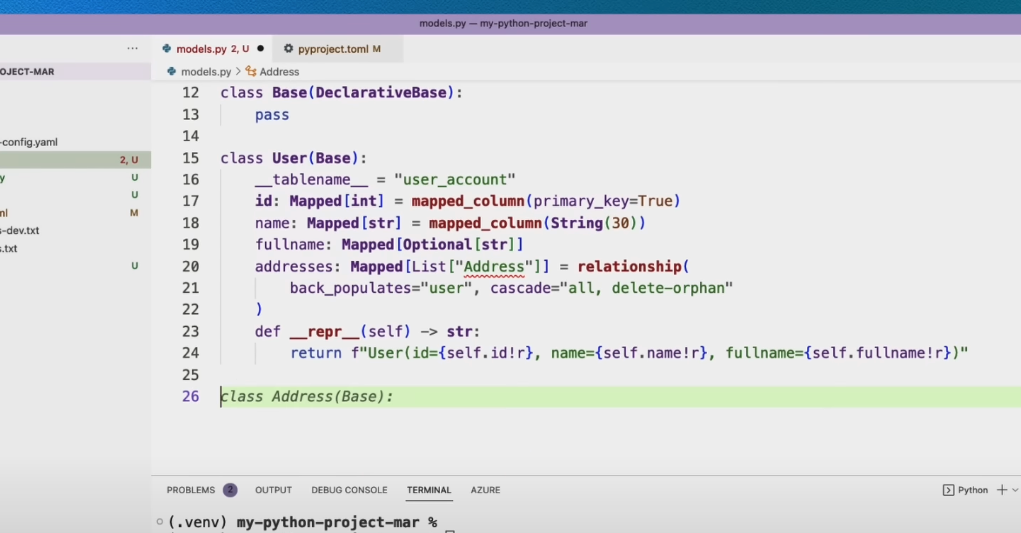 models.py — my-python-project-mar
... models.py 2, U ● pyproject.toml M
OJECT-MAR
models.py > Address
-config.yaml
2, U
y U
U
ml M
s-dev.txt
s.txt
U
12 class Base(DeclarativeBase):
13     pass
14
15 class User(Base):
16     __tablename__ = "user_account"
17     id: Mapped[int] = mapped_column(primary_key=True)
18     name: Mapped[str] = mapped_column(String(30))
19     fullname: Mapped[Optional[str]]
20     addresses: Mapped[List["Address"]] = relationship(
21         back_populates="user", cascade="all, delete-orphan"
22     )
23     def __repr__(self) -> str:
24         return f"User(id={self.id!r}, name={self.name!r}, fullname={self.fullname!r})"
25
26 class Address(Base):
PROBLEMS 2 OUTPUT DEBUG CONSOLE TERMINAL AZURE Python
(.venv) my-python-project-mar %